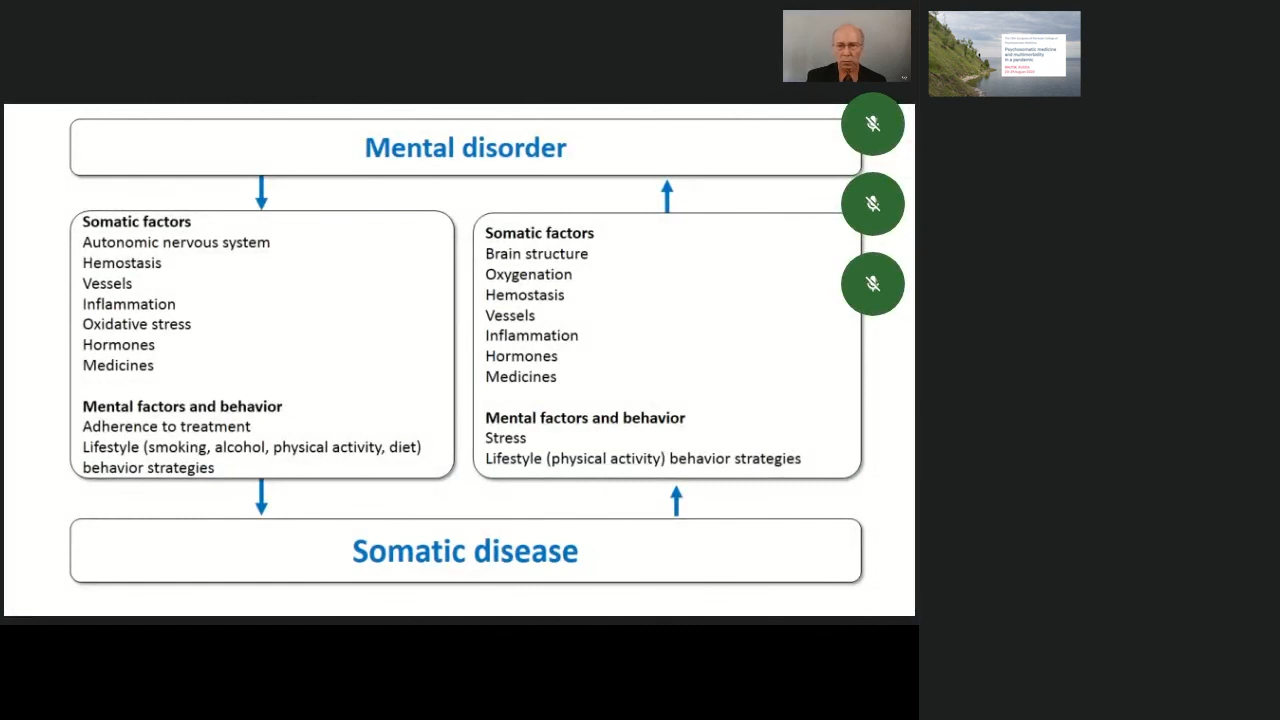 Psychosomatic medicine
and multimorbidity
in a pandemic
Mental disorder
Somatic factors
Autonomic nervous system
Hemostasis
Vessels
Inflammation
Oxidative stress
Hormones
Medicines
Mental factors and behavior
Adherence to treatment
Lifestyle (smoking, alcohol, physical activity, diet)
behavior strategies
Somatic factors
Brain structure
Oxygenation
Hemostasis
Vessels
Inflammation
Hormones
Medicines
Mental factors and behavior
Stress
Lifestyle (physical activity) behavior strategies
Somatic disease